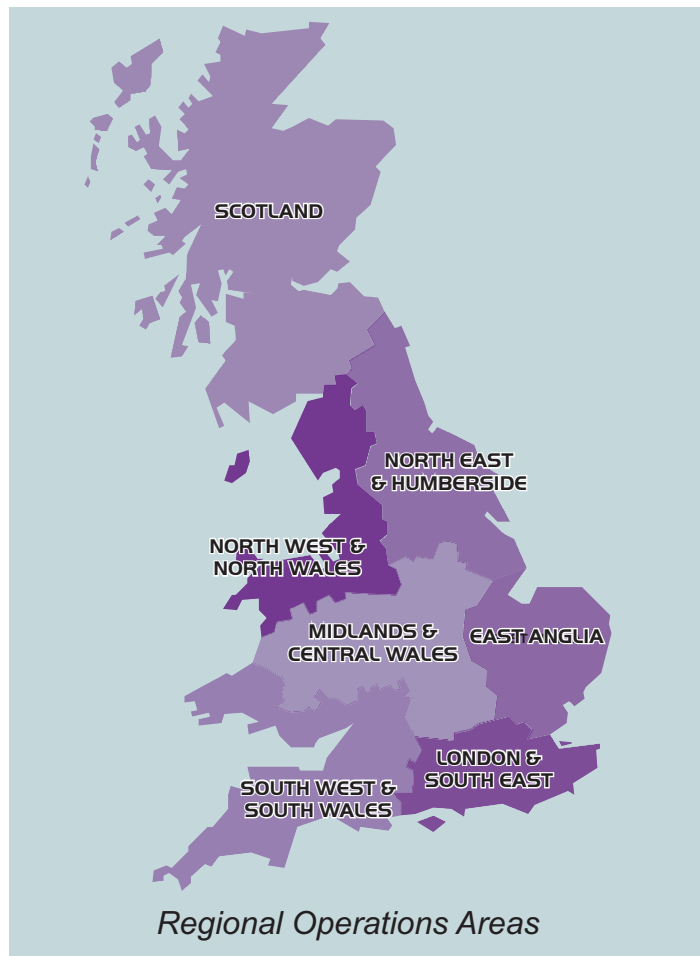 SCOTLAND
NORTH EAST
& HUMBERSIDE
NORTH WEST &
NORTH WALES
MIDLANDS &
CENTRAL WALES
EAST ANGLIA
LONDON &
SOUTH EAST
SOUTH WEST &
SOUTH WALES
Regional Operations Areas